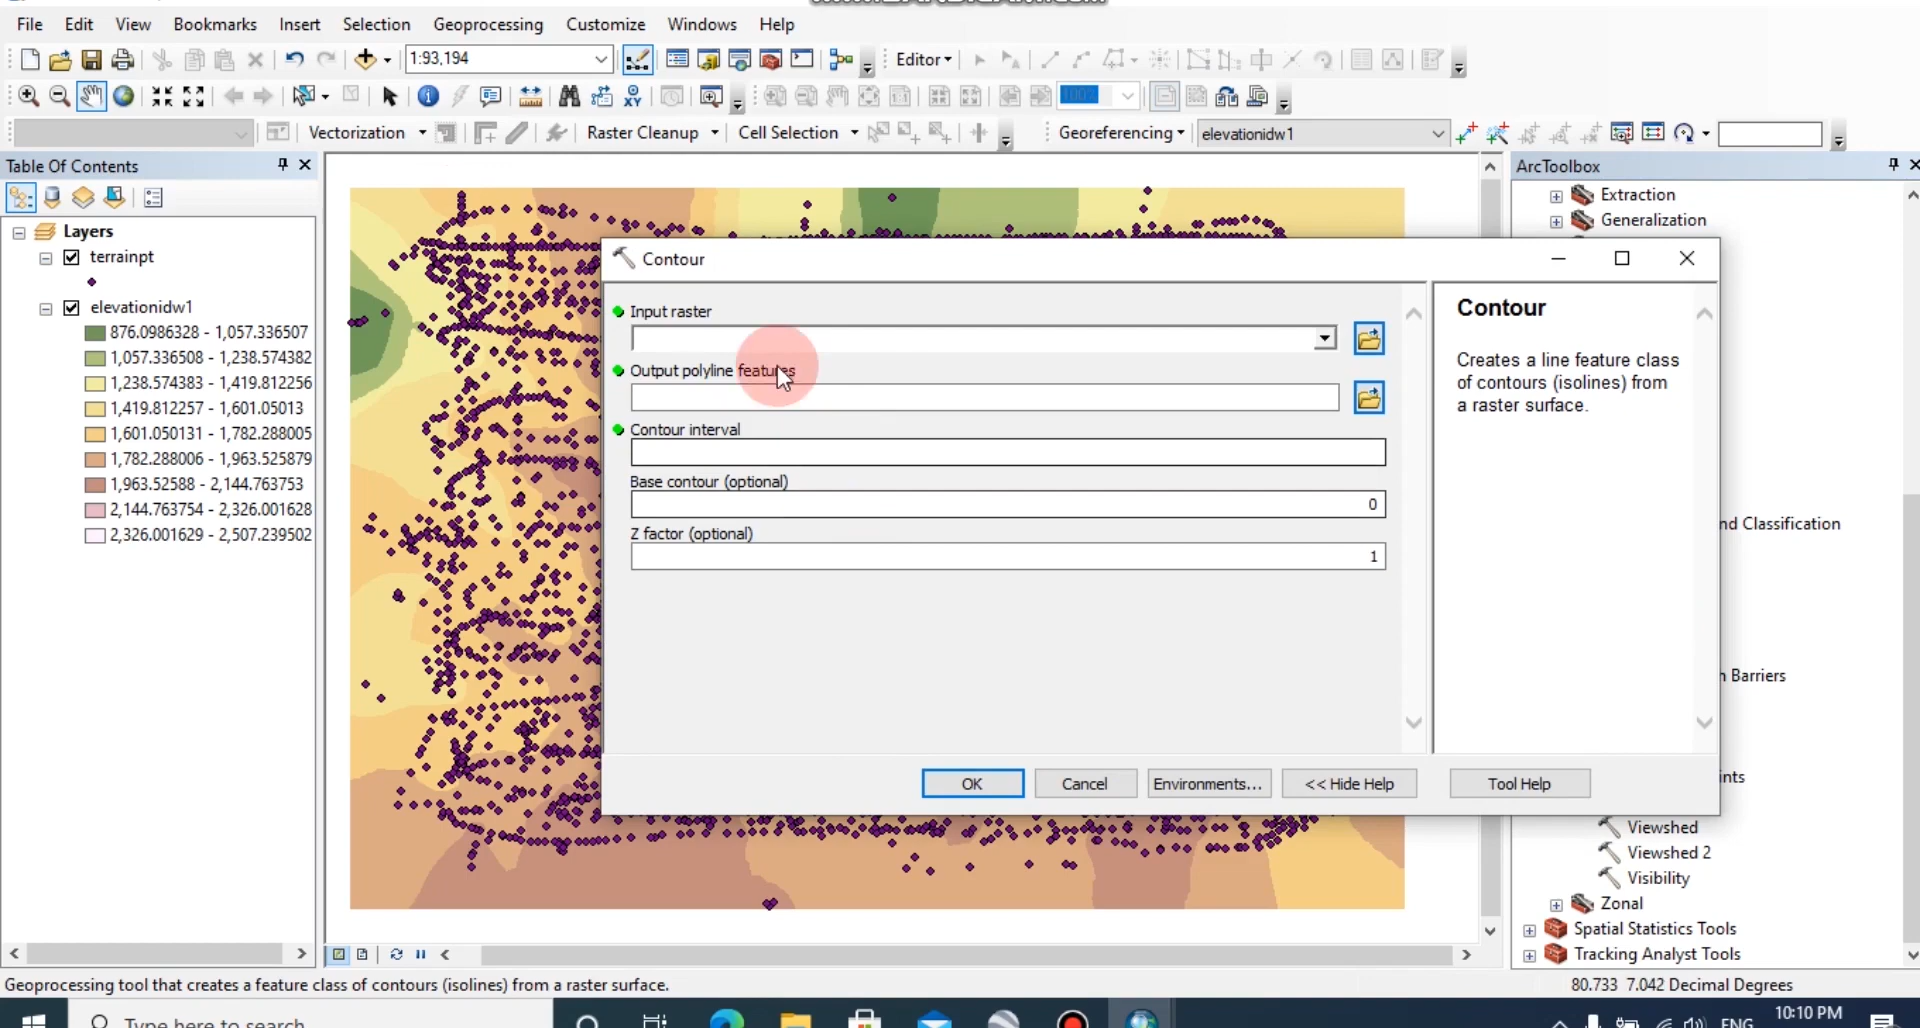 File Edit View Bookmarks Insert Selection Geoprocessing Customize Windows Help
1:93,194 Editor
100%
Vectorization Raster Cleanup Cell Selection Georeferencing elevationidw1
Table Of Contents
Layers
terrainpt
elevationidw1
876.0986328 - 1,057.336507
1,057.336508 - 1,238.574382
1,238.574383 - 1,419.812256
1,419.812257 - 1,601.05013
1,601.050131 - 1,782.288005
1,782.288006 - 1,963.525879
1,963.52588 - 2,144.763753
2,144.763754 - 2,326.001628
2,326.001629 - 2,507.239502
Contour
Input raster
Output polyline features
Contour interval
Base contour (optional)
0
Z factor (optional)
1
OK Cancel Environments... << Hide Help Tool Help
Contour
Creates a line feature class
of contours (isolines) from
a raster surface.
ArcToolbox
Extraction
Generalization
nd Classification
n Barriers
ints
Viewshed
Viewshed 2
Visibility
Zonal
Spatial Statistics Tools
Tracking Analyst Tools
Geoprocessing tool that creates a feature class of contours (isolines) from a raster surface.
80.733 7.042 Decimal Degrees
Type here to search
ENG
10:10 PM